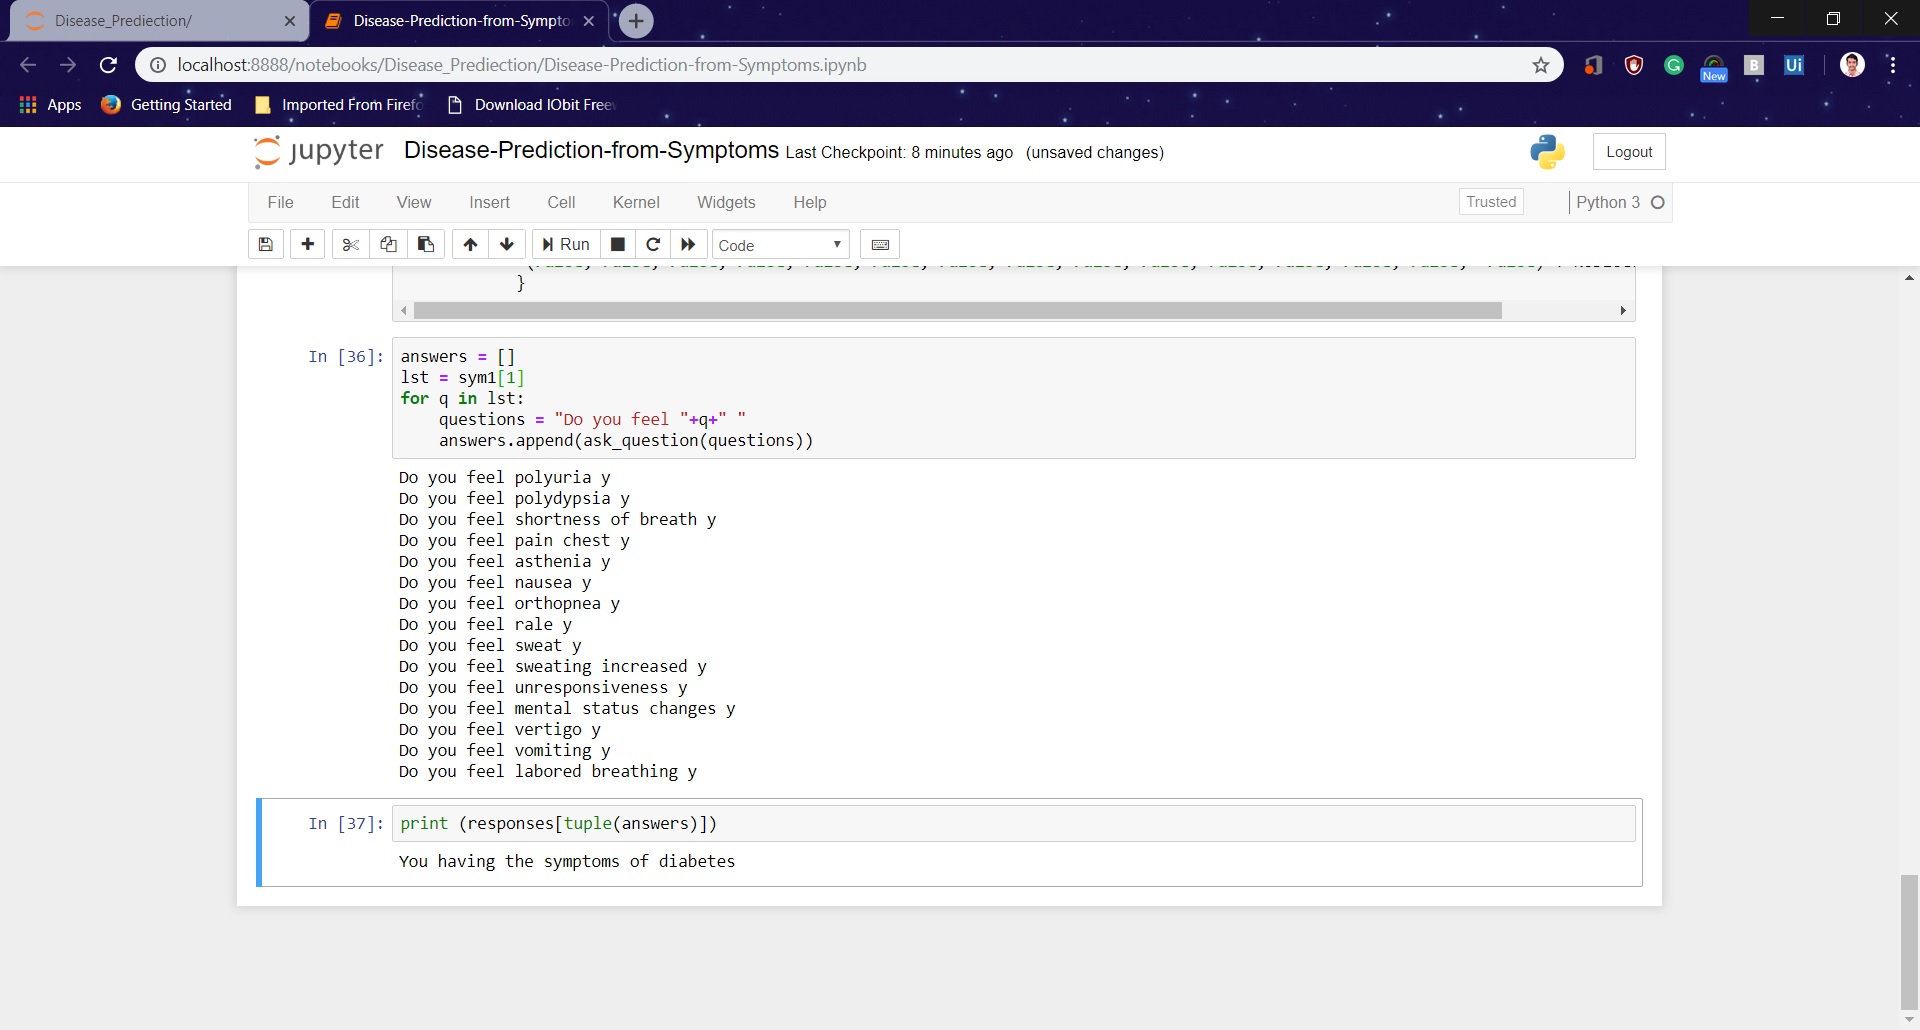 Disease_Prediection/
Disease-Prediction-from-Sympto
localhost:8888/notebooks/Disease_Prediection/Disease-Prediction-from-Symptoms.ipynb
New
B
Ui
Apps
Getting Started
Imported From Firefo
Download IObit Free
jupyter Disease-Prediction-from-Symptoms Last Checkpoint: 8 minutes ago (unsaved changes)
Logout
File Edit View Insert Cell Kernel Widgets Help
Trusted
Python 3
Run
Code
}
In [36]: answers = []
lst = sym1[1]
for q in lst:
    questions = "Do you feel "+q+" "
    answers.append(ask_question(questions))
Do you feel polyuria y
Do you feel polydypsia y
Do you feel shortness of breath y
Do you feel pain chest y
Do you feel asthenia y
Do you feel nausea y
Do you feel orthopnea y
Do you feel rale y
Do you feel sweat y
Do you feel sweating increased y
Do you feel unresponsiveness y
Do you feel mental status changes y
Do you feel vertigo y
Do you feel vomiting y
Do you feel labored breathing y
In [37]: print (responses[tuple(answers)])
You having the symptoms of diabetes